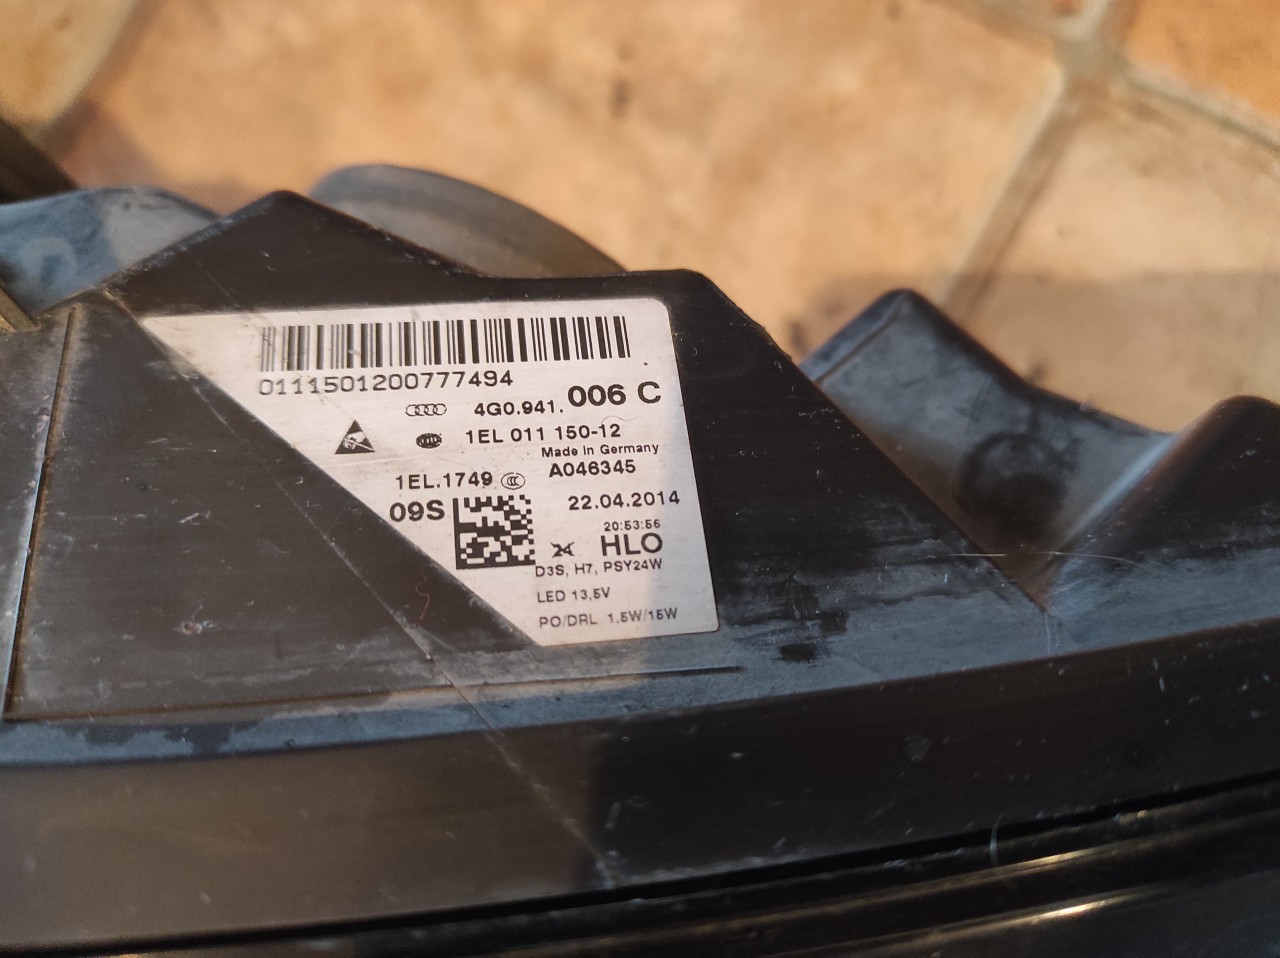 0111501200777494
4G0.941. 006 C
1EL 011 150-12
Made in Germany
1EL.1749 A046345
09S 22.04.2014
20:53:56
HLO
D3S, H7, PSY24W
LED 13,5V
PO/DRL 1.5W/15W